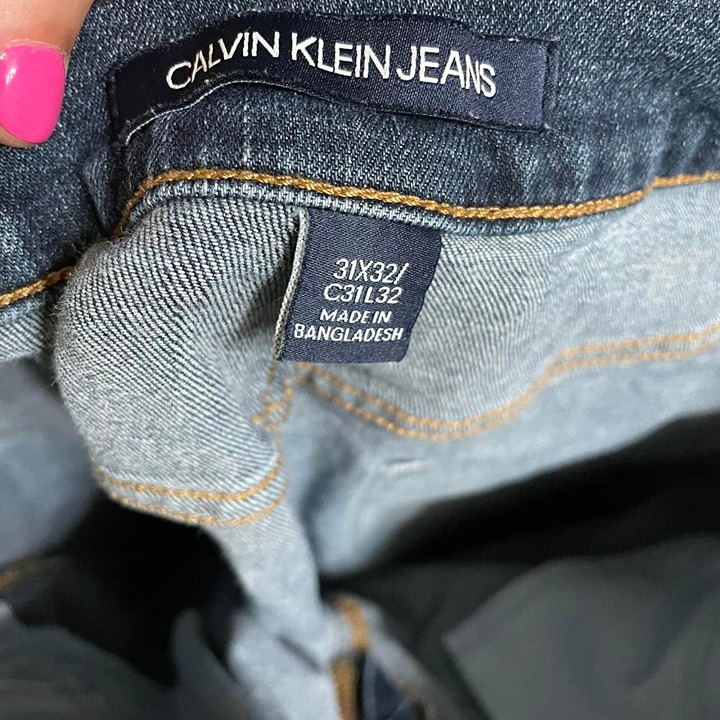 CALVIN KLEIN JEANS
31X32/
C31L32
MADE IN
BANGLADESH